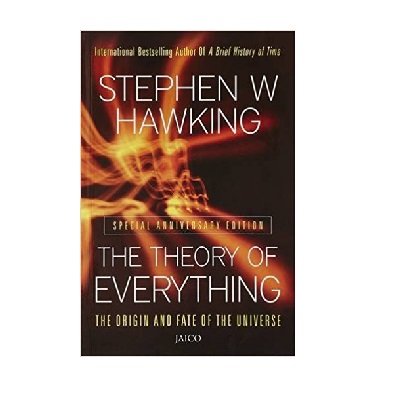 International Bestselling Author Of A Brief History of Time
STEPHEN W
HAWKING
SPECIAL ANNIVERSARY EDITION
THE THEORY OF
EVERYTHING
THE ORIGIN AND FATE OF THE UNIVERSE
JAICO